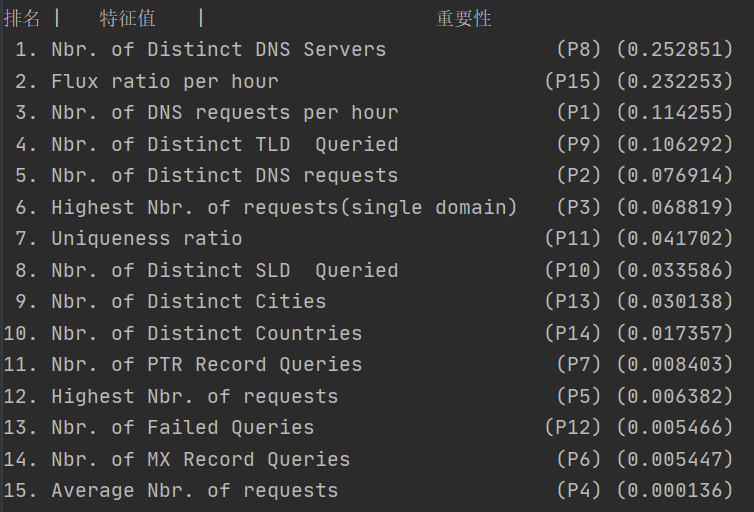 排名 | 特征值 | 重要性
1. Nbr. of Distinct DNS Servers (P8) (0.252851)
2. Flux ratio per hour (P15) (0.232253)
3. Nbr. of DNS requests per hour (P1) (0.114255)
4. Nbr. of Distinct TLD  Queried (P9) (0.106292)
5. Nbr. of Distinct DNS requests (P2) (0.076914)
6. Highest Nbr. of requests(single domain) (P3) (0.068819)
7. Uniqueness ratio (P11) (0.041702)
8. Nbr. of Distinct SLD  Queried (P10) (0.033586)
9. Nbr. of Distinct Cities (P13) (0.030138)
10. Nbr. of Distinct Countries (P14) (0.017357)
11. Nbr. of PTR Record Queries (P7) (0.008403)
12. Highest Nbr. of requests (P5) (0.006382)
13. Nbr. of Failed Queries (P12) (0.005466)
14. Nbr. of MX Record Queries (P6) (0.005447)
15. Average Nbr. of requests (P4) (0.000136)